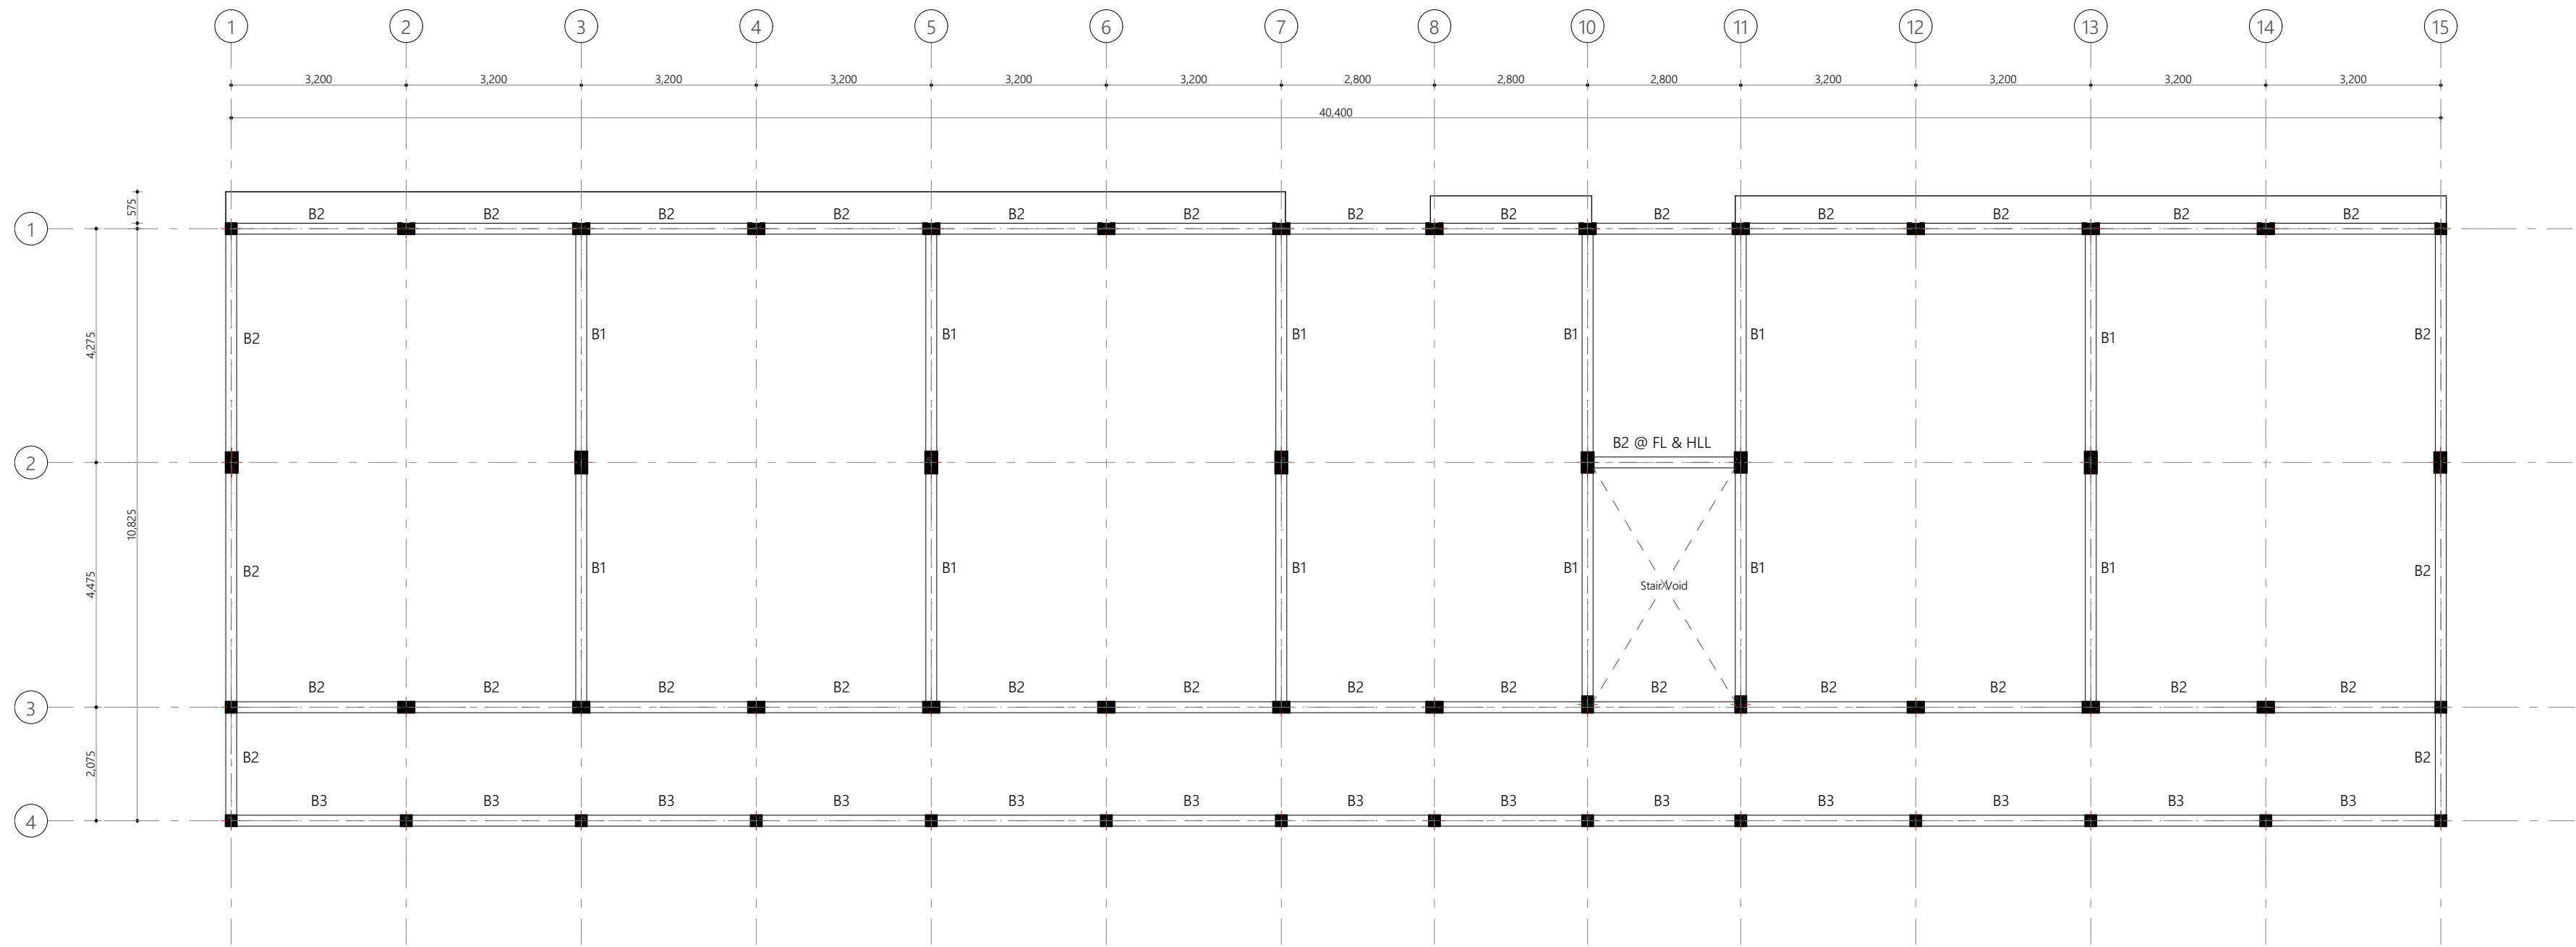 1 2 3 4 5 6 7 8 10 11 12 13 14 15
3,200 3,200 3,200 3,200 3,200 3,200 2,800 2,800 2,800 3,200 3,200 3,200 3,200
40,400
575
B2 B2 B2 B2 B2 B2 B2 B2 B2 B2 B2 B2 B2
1
4,275
B2 B1 B1 B1 B1 B1 B1 B2
B2 @ FL & HLL
2
10,825
4,475
B2 B1 B1 B1 B1 B1 B1 B2
Stair Void
B2 B2 B2 B2 B2 B2 B2 B2 B2 B2 B2 B2 B2
3
2,075
B2 B2
B3 B3 B3 B3 B3 B3 B3 B3 B3 B3 B3 B3 B3
4